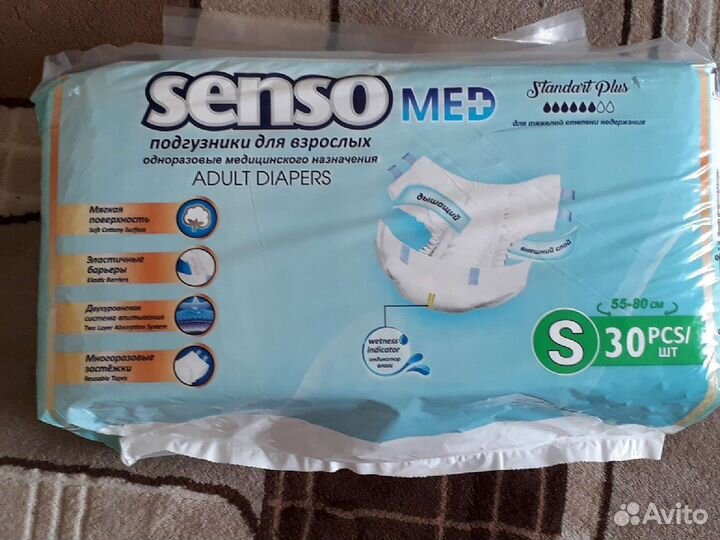 senso MED
Standart Plus
для тяжелой степени недержания
подгузники для взрослых
одноразовые медицинского назначения
ADULT DIAPERS
Мягкая
поверхность
Soft Cottony Surface
Эластичные
барьеры
Elastic Barriers
Двухуровневая
система впитывания
Two Layer Absorption System
Многоразовые
застёжки
Reusable Tapes
дышащий
внешний слой
wetness
indicator
индикатор
влаги
55-80 см
S 30 PCS/
шт
Avito